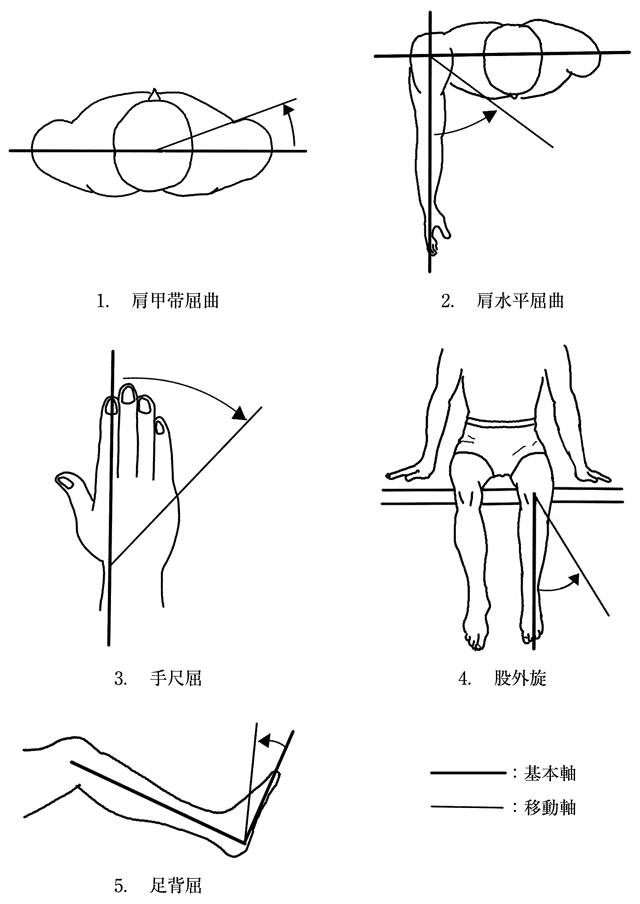 1. 肩甲帯屈曲
2. 肩水平屈曲
3. 手尺屈
4. 股外旋
5. 足背屈
：基本軸
：移動軸